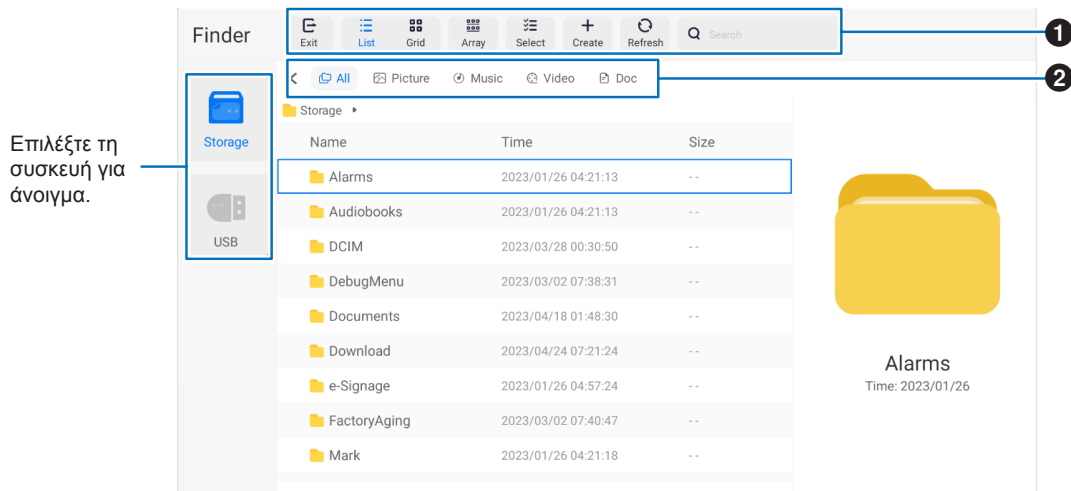 Finder
Exit List Grid Array Select Create Refresh Search
1
All Picture Music Video Doc
2
Επιλέξτε τη
συσκευή για
άνοιγμα.
Storage
USB
Storage
Name Time Size
Alarms 2023/01/26 04:21:13 - -
Audiobooks 2023/01/26 04:21:13 - -
DCIM 2023/03/28 00:30:50 - -
DebugMenu 2023/03/02 07:38:31 - -
Documents 2023/04/18 01:48:30 - -
Download 2023/04/24 07:21:24 - -
e-Signage 2023/01/26 04:57:24 - -
FactoryAging 2023/03/02 07:40:47 - -
Mark 2023/01/26 04:21:18 - -
Alarms
Time: 2023/01/26